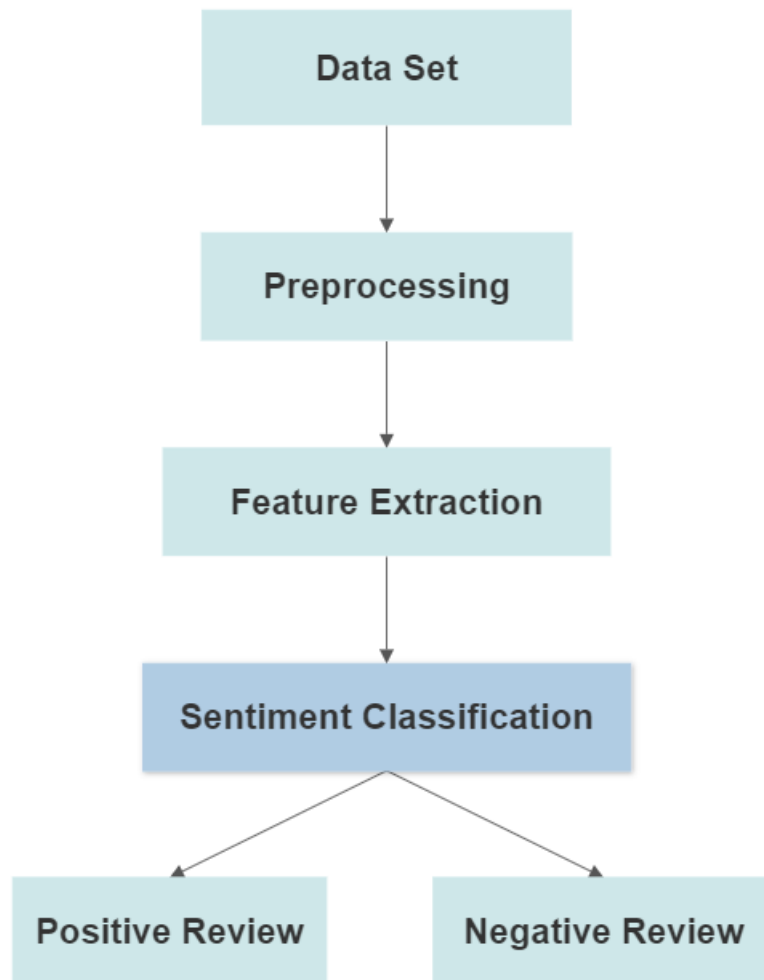 Data Set
Preprocessing
Feature Extraction
Sentiment Classification
Positive Review
Negative Review